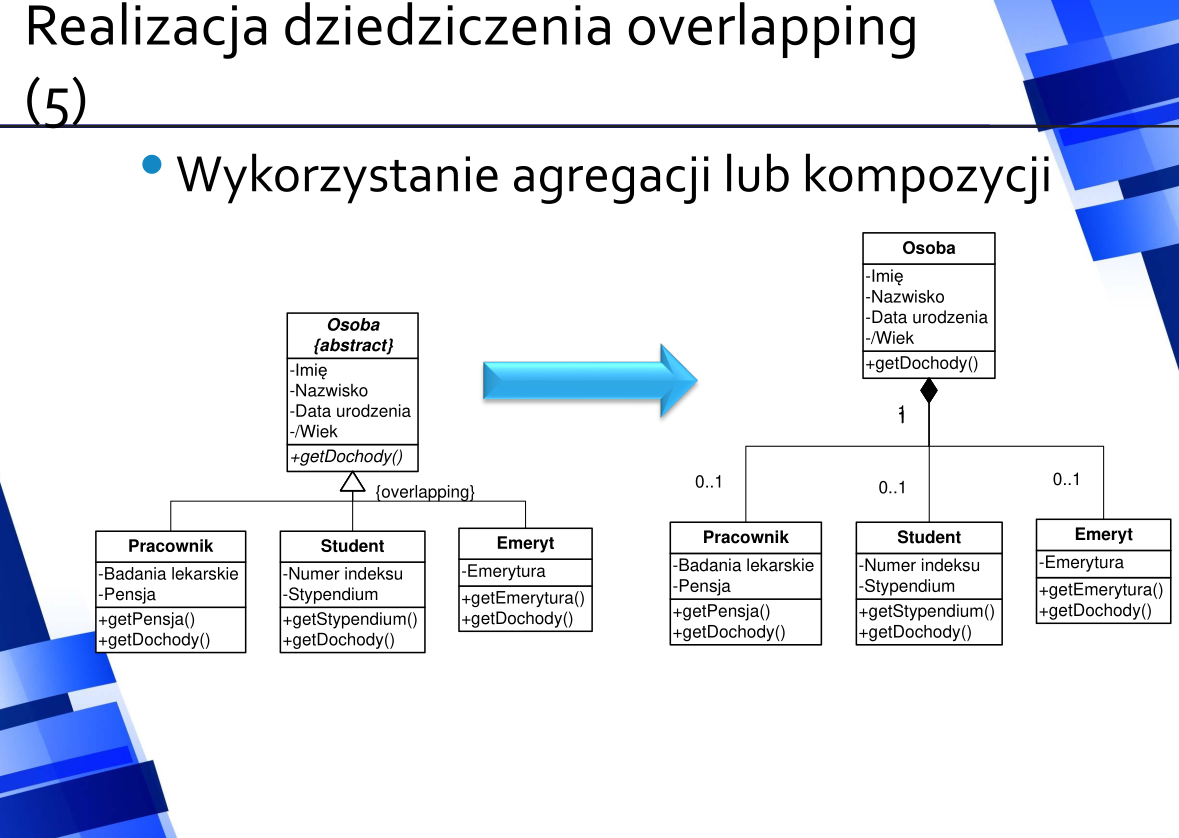 Realizacja dziedziczenia overlapping
(5)
Wykorzystanie agregacji lub kompozycji
Osoba
{abstract}
-Imię
-Nazwisko
-Data urodzenia
-/Wiek
+getDochody()
{overlapping}
Pracownik
-Badania lekarskie
-Pensja
+getPensja()
+getDochody()
Student
-Numer indeksu
-Stypendium
+getStypendium()
+getDochody()
Emeryt
-Emerytura
+getEmerytura()
+getDochody()
Osoba
-Imię
-Nazwisko
-Data urodzenia
-/Wiek
+getDochody()
1
1
0..1
0..1
0..1
Pracownik
-Badania lekarskie
-Pensja
+getPensja()
+getDochody()
Student
-Numer indeksu
-Stypendium
+getStypendium()
+getDochody()
Emeryt
-Emerytura
+getEmerytura()
+getDochody()